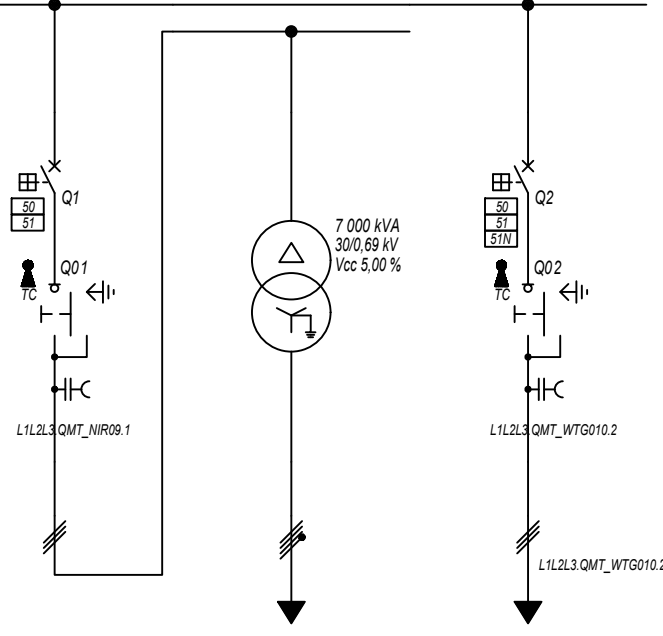 Q1
50
51
Q01
TC
L1L2L3.QMT_NIR09.1
7 000 kVA
30/0,69 kV
Vcc 5,00 %
Q2
50
51
51N
Q02
TC
L1L2L3.QMT_WTG010.2
L1L2L3.QMT_WTG010.2